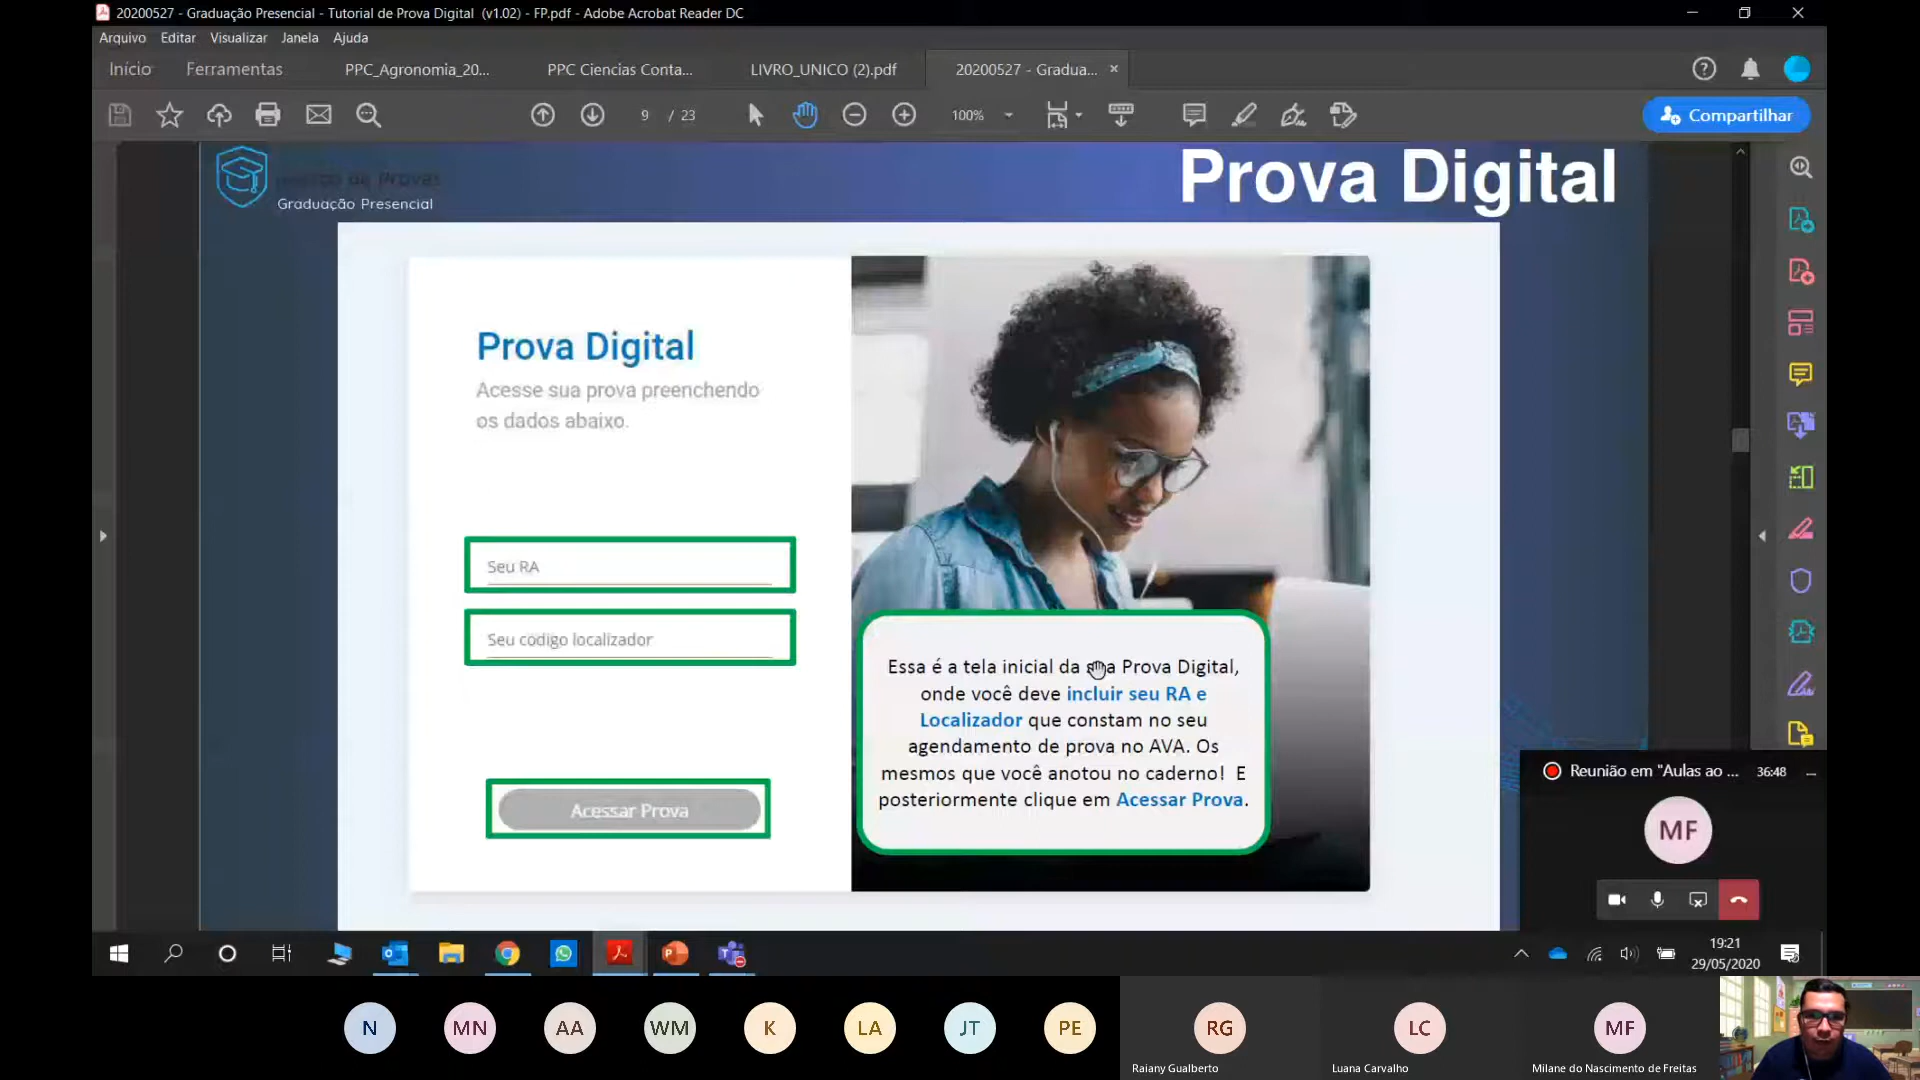 20200527 - Graduação Presencial - Tutorial de Prova Digital (v1.02) - FP.pdf - Adobe Acrobat Reader DC
Arquivo Editar Visualizar Janela Ajuda
Início Ferramentas PPC_Agronomia_20... PPC Ciencias Conta... LIVRO_UNICO (2).pdf 20200527 - Gradua... ×
9 / 23 100% Compartilhar
de Provas
Graduação Presencial
Prova Digital
Prova Digital
Acesse sua prova preenchendo
os dados abaixo.
Seu RA
Seu código localizador
Acessar Prova
Essa é a tela inicial da sua Prova Digital,
onde você deve incluir seu RA e
Localizador que constam no seu
agendamento de prova no AVA. Os
mesmos que você anotou no caderno! E
posteriormente clique em Acessar Prova.
Reunião em "Aulas ao ... 36:48 ...
MF
19:21
29/05/2020
N MN AA WM K LA JT PE RG LC MF
Raiany Gualberto Luana Carvalho Milane do Nascimento de Freitas